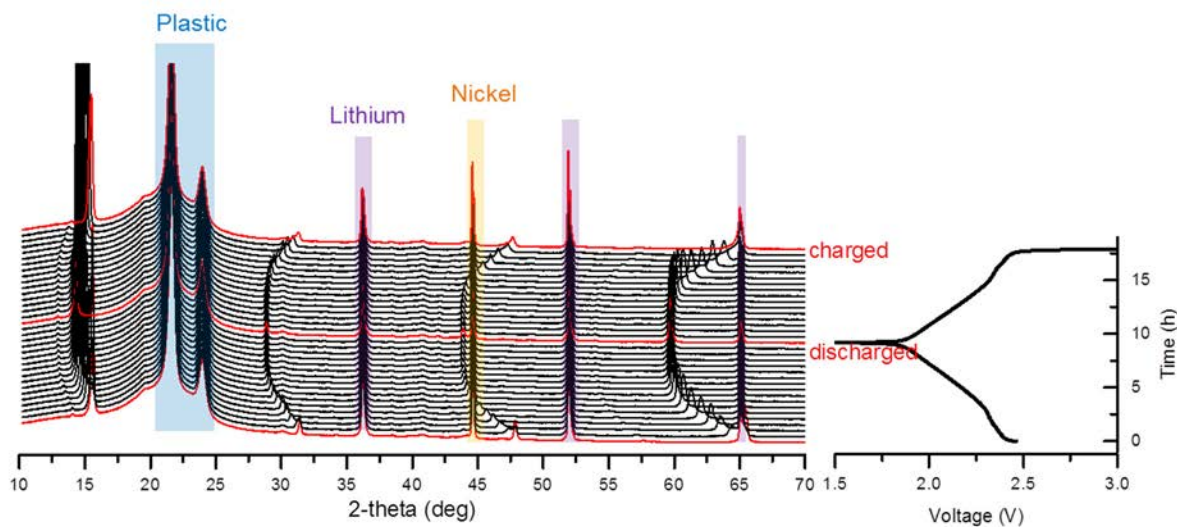 Plastic
Lithium
Nickel
charged
discharged
10 15 20 25 30 35 40 45 50 55 60 65 70
2-theta (deg)
15
10
5
0
Time (h)
1.5 2.0 2.5 3.0
Voltage (V)